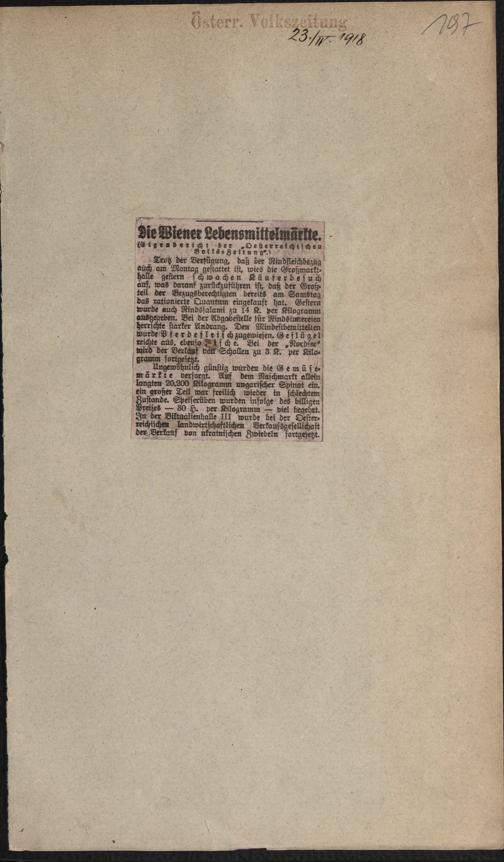 Österr. Volkszeitung
23./IV. 1918
197
Die Wiener Lebensmittelmärkte.
(Eigenbericht der „Oesterreichischen
Volks-Zeitung".)
Trotz der Verfügung, daß der Rindfleischbezug
auch am Montag gestattet ist, wies die Großmarkt-
halle gestern schwachen Käuferbesuch
auf, was darauf zurückzuführen ist, daß der Groß-
teil der Bezugsberechtigten bereits am Samstag
das rationierte Quantum eingekauft hat. Gestern
wurde auch Rindsalami zu 14 K. per Kilogramm
ausgegeben. Bei der Abgabestelle für Rindsinnereien
herrschte starker Andrang. Den Mindestbemittelten
wurde Pferdefleisch zugewiesen. Geflügel
reichte aus, ebenso Fische. Bei der „Nordsee"
wird der Verkauf von Schollen zu 3 K. per Kilo-
gramm fortgesetzt.
Ungewöhnlich günstig wurden die Gemüse-
märkte versorgt. Auf dem Naschmarkt allein
langten 20.200 Kilogramm ungarischer Spinat ein,
ein großer Teil war freilich wieder in schlechtem
Zustande. Speiserüben wurden infolge des billigen
Preises — 30 H. per Kilogramm — viel begehrt.
In der Viktualienhalle III wurde bei der Oester-
reichischen landwirtschaftlichen Verkaufsgesellschaft
der Verkauf von ukrainischen Zwiebeln fortgesetzt.